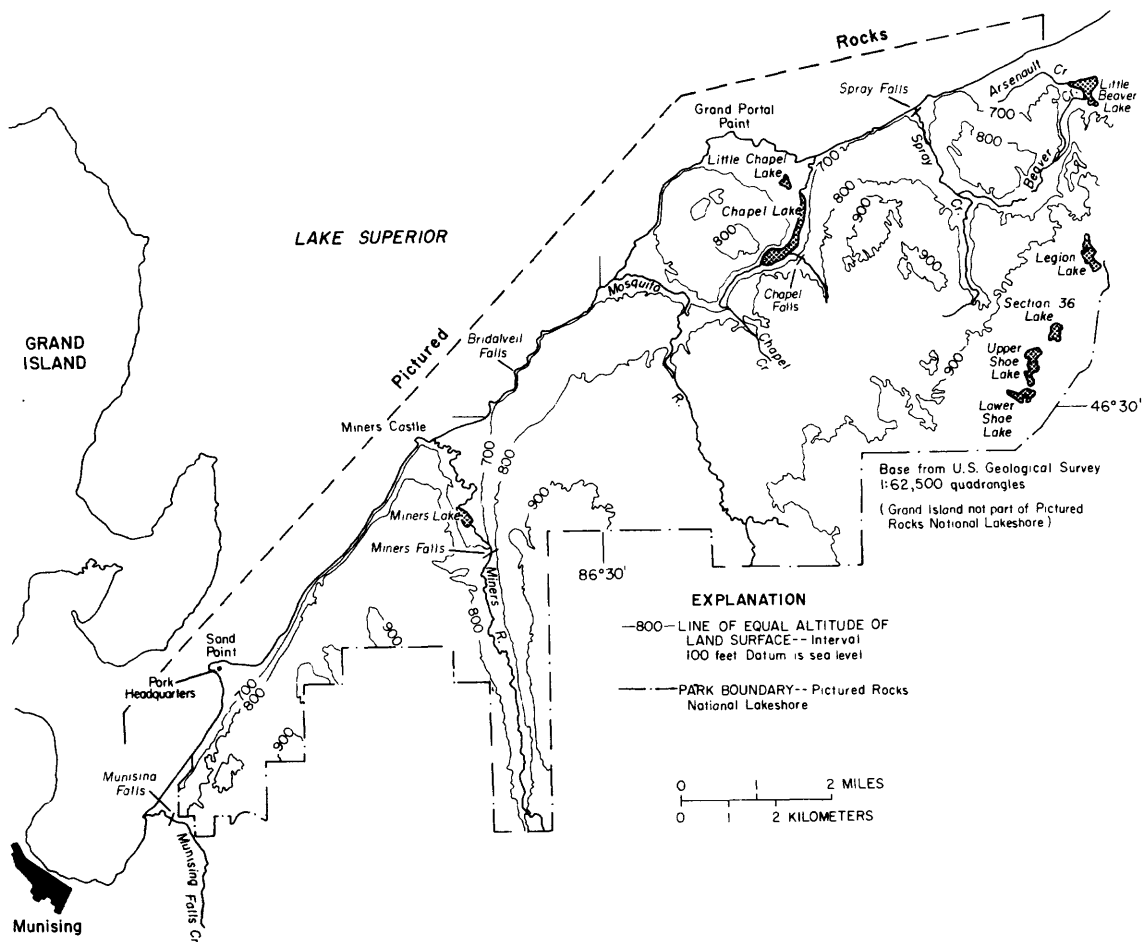 Rocks
Arsenault Cr
Little
Beaver
Lake
Cr.
Spray Falls
700
Grand Portal
Point
800
Spray
Beaver
Little Chapel
Lake
700
800
900
Cr.
Chapel Lake
800
LAKE SUPERIOR
900
Legion
Lake
Mosquito
Chapel
Falls
Section 36
Lake
GRAND
ISLAND
Pictured
Bridalveil
Falls
Chapel
Cr
900
Upper
Shoe
Lake
R.
46°30'
Miners Castle
Lower
Shoe
Lake
700
800
Base from U.S. Geological Survey
1:62,500 quadrangles
900
Miners Lake
(Grand Island not part of Pictured
Rocks National Lakeshore)
Miners Falls
86°30'
Miners
R.
800
EXPLANATION
900
—800—LINE OF EQUAL ALTITUDE OF
LAND SURFACE--Interval
100 feet Datum is sea level
Sand
Point
Park
Headquarters
700
800
PARK BOUNDARY--Pictured Rocks
National Lakeshore
900
Munising
Falls
0 1 2 MILES
0 1 2 KILOMETERS
Munising Falls Cr.
Munising